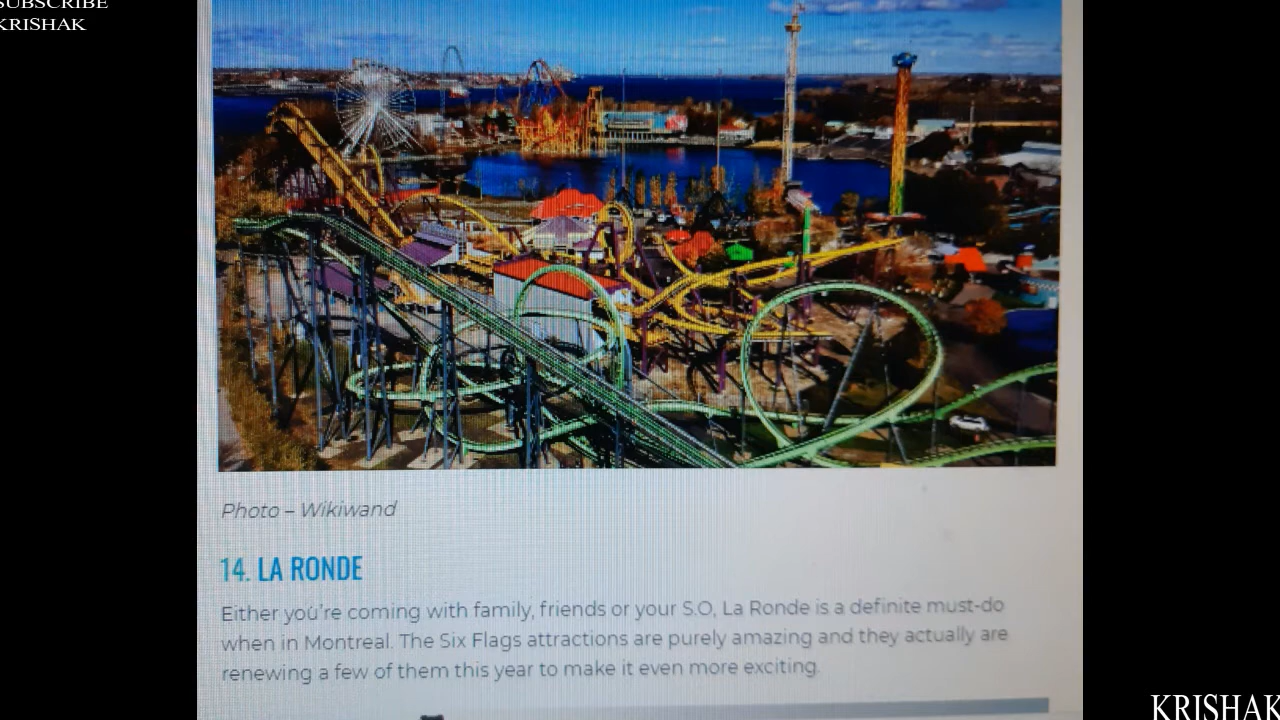 SUBSCRIBE
KRISHAK
Photo – Wikiwand
14. LA RONDE
Either you're coming with family, friends or your S.O, La Ronde is a definite must-do
when in Montreal. The Six Flags attractions are purely amazing and they actually are
renewing a few of them this year to make it even more exciting.
KRISHAK